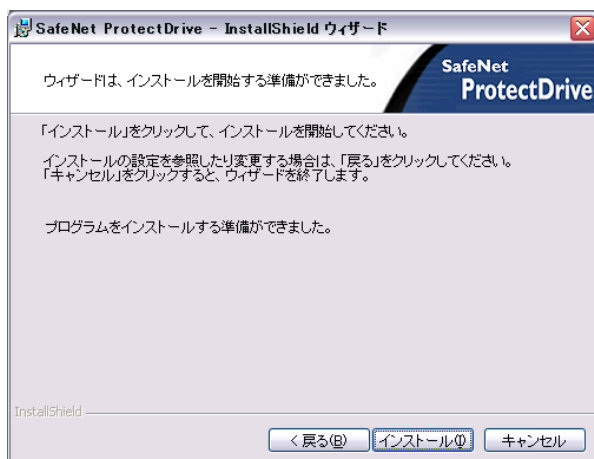 SafeNet ProtectDrive - InstallShield ウィザード
ウィザードは、インストールを開始する準備ができました。
SafeNet
ProtectDrive
「インストール」をクリックして、インストールを開始してください。
インストールの設定を参照したり変更する場合は、「戻る」をクリックしてください。
「キャンセル」をクリックすると、ウィザードを終了します。
プログラムをインストールする準備ができました。
InstallShield
< 戻る(B)
インストール(I)
キャンセル